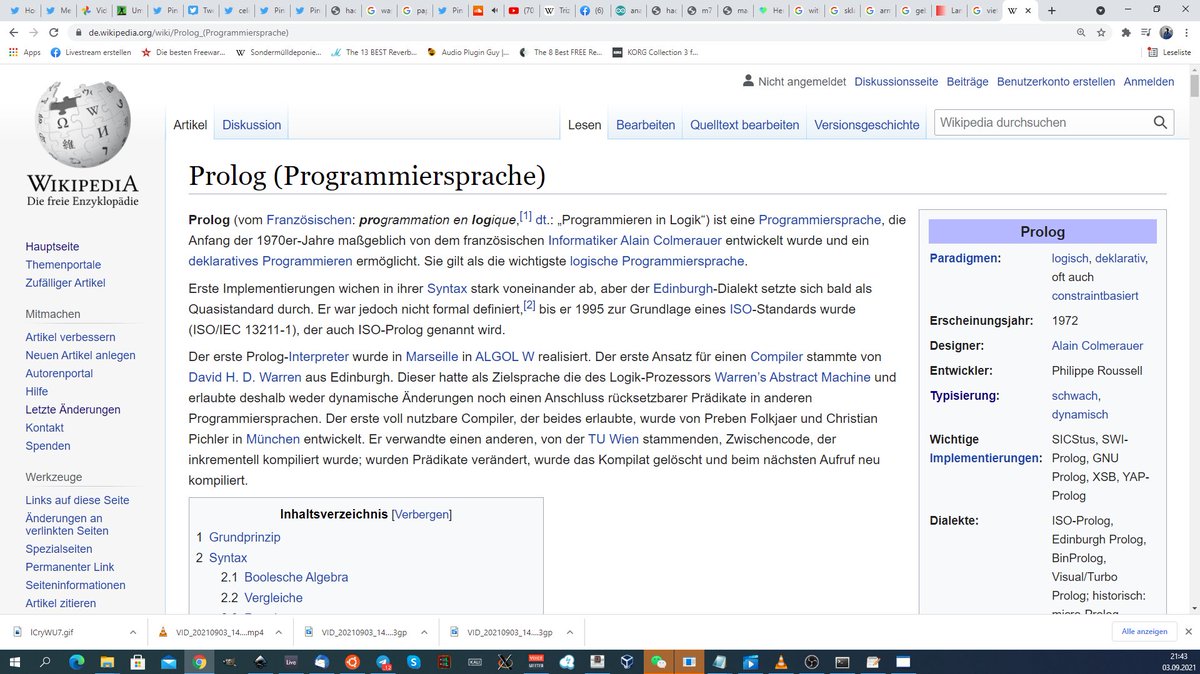 Ho
Me
Vic
Un
Pin
Tw
cel
Pin
Pin
hac
wa
pa
Pin
(70
Triz
(6)
ana
hac
m7
ma
He
wit
skl
arr
gel
Lar
vie
W
de.wikipedia.org/wiki/Prolog_(Programmiersprache)
Apps
Livestream erstellen
Die besten Freewar...
Sondermülldeponie...
The 13 BEST Reverb...
Audio Plugin Guy |...
The 8 Best FREE Re...
KORG Collection 3 f...
Leseliste
Nicht angemeldet Diskussionsseite Beiträge Benutzerkonto erstellen Anmelden
Artikel Diskussion
Lesen Bearbeiten Quelltext bearbeiten Versionsgeschichte
Wikipedia durchsuchen
WIKIPEDIA
Die freie Enzyklopädie
Hauptseite
Themenportale
Zufälliger Artikel
Mitmachen
Artikel verbessern
Neuen Artikel anlegen
Autorenportal
Hilfe
Letzte Änderungen
Kontakt
Spenden
Werkzeuge
Links auf diese Seite
Änderungen an
verlinkten Seiten
Spezialseiten
Permanenter Link
Seiteninformationen
Artikel zitieren
Prolog (Programmiersprache)
Prolog (vom Französischen: programmation en logique,[1] dt.: „Programmieren in Logik“) ist eine Programmiersprache, die
Anfang der 1970er-Jahre maßgeblich von dem französischen Informatiker Alain Colmerauer entwickelt wurde und ein
deklaratives Programmieren ermöglicht. Sie gilt als die wichtigste logische Programmiersprache.
Erste Implementierungen wichen in ihrer Syntax stark voneinander ab, aber der Edinburgh-Dialekt setzte sich bald als
Quasistandard durch. Er war jedoch nicht formal definiert,[2] bis er 1995 zur Grundlage eines ISO-Standards wurde
(ISO/IEC 13211-1), der auch ISO-Prolog genannt wird.
Der erste Prolog-Interpreter wurde in Marseille in ALGOL W realisiert. Der erste Ansatz für einen Compiler stammte von
David H. D. Warren aus Edinburgh. Dieser hatte als Zielsprache die des Logik-Prozessors Warren’s Abstract Machine und
erlaubte deshalb weder dynamische Änderungen noch einen Anschluss rücksetzbarer Prädikate in anderen
Programmiersprachen. Der erste voll nutzbare Compiler, der beides erlaubte, wurde von Preben Folkjaer und Christian
Pichler in München entwickelt. Er verwandte einen anderen, von der TU Wien stammenden, Zwischencode, der
inkrementell kompiliert wurde; wurden Prädikate verändert, wurde das Kompilat gelöscht und beim nächsten Aufruf neu
kompiliert.
Inhaltsverzeichnis [Verbergen]
1 Grundprinzip
2 Syntax
2.1 Boolesche Algebra
2.2 Vergleiche
Prolog
Paradigmen: logisch, deklarativ,
oft auch
constraintbasiert
Erscheinungsjahr: 1972
Designer: Alain Colmerauer
Entwickler: Philippe Roussell
Typisierung: schwach,
dynamisch
Wichtige SICStus, SWI-
Implementierungen: Prolog, GNU
Prolog, XSB, YAP-
Prolog
Dialekte: ISO-Prolog,
Edinburgh Prolog,
BinProlog,
Visual/Turbo
Prolog; historisch:
micro-Prolog
ICryWU7.gif
VID_20210903_14....mp4
VID_20210903_14....3gp
VID_20210903_14....3gp
Alle anzeigen
21:43
03.09.2021